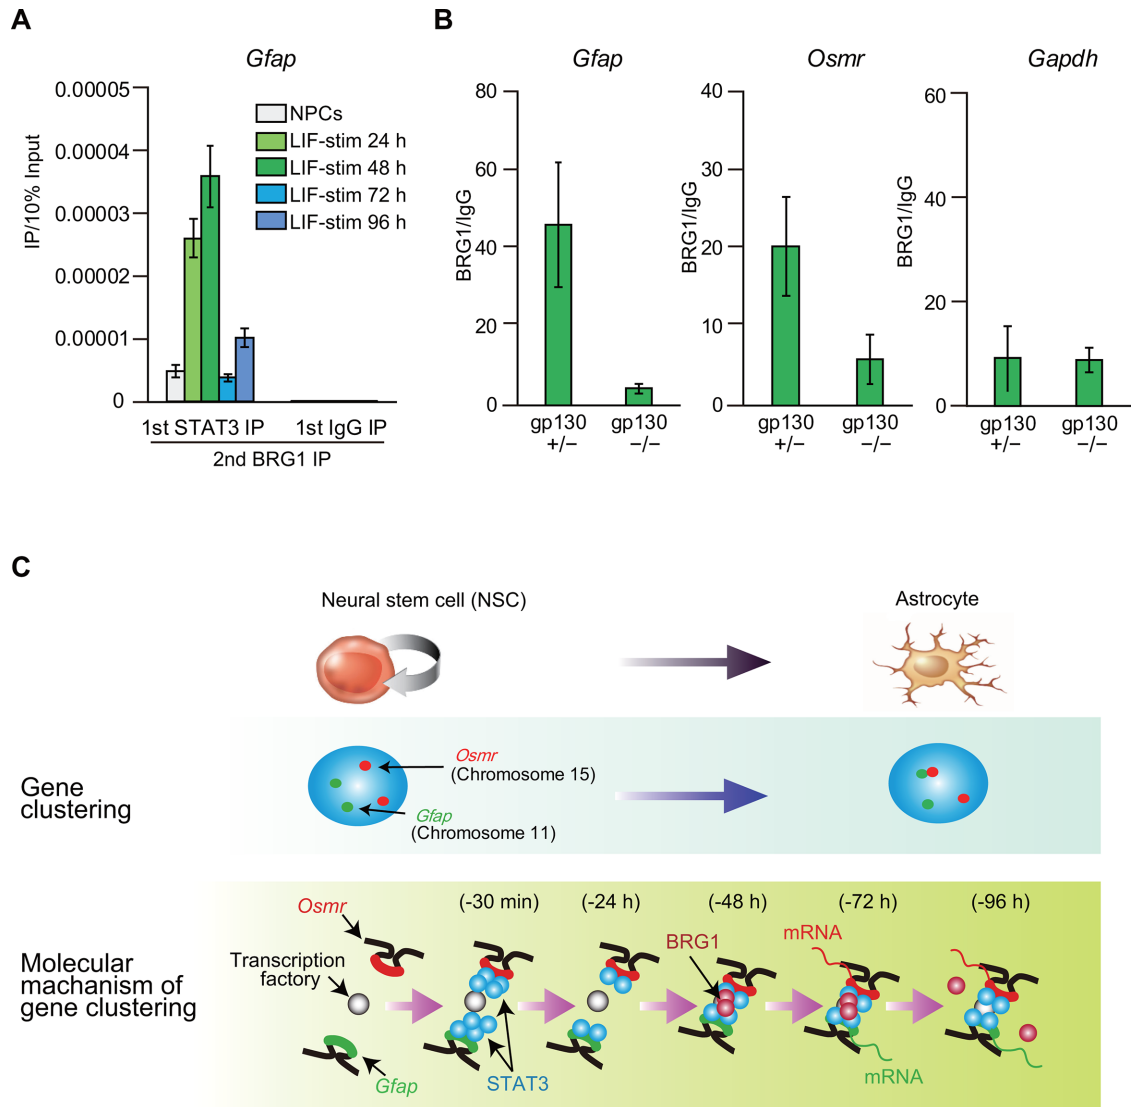 A
Gfap
0.00005
0.00004
0.00003
0.00002
0.00001
0
IP/10% Input
NPCs
LIF-stim 24 h
LIF-stim 48 h
LIF-stim 72 h
LIF-stim 96 h
1st STAT3 IP
1st IgG IP
2nd BRG1 IP
B
Gfap
80
60
40
20
0
BRG1/IgG
gp130
+/−
gp130
−/−
Osmr
40
30
20
10
0
BRG1/IgG
gp130
+/−
gp130
−/−
Gapdh
60
40
20
0
BRG1/IgG
gp130
+/−
gp130
−/−
C
Neural stem cell (NSC)
Astrocyte
Gene
clustering
Osmr
(Chromosome 15)
Gfap
(Chromosome 11)
Molecular
machanism of
gene clustering
Osmr
Transcription
factory
Gfap
(-30 min)
(-24 h)
(-48 h)
(-72 h)
(-96 h)
STAT3
BRG1
mRNA
mRNA